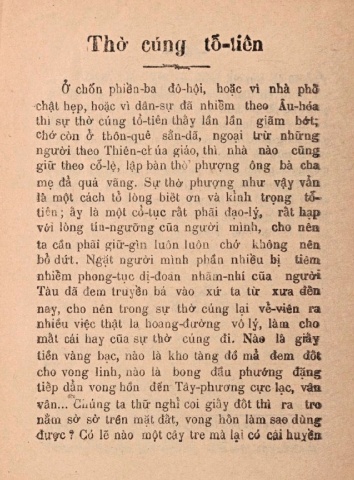 Thờ cúng tổ-tiên
Ở chốn phiền-ba đô-hội, hoặc vì nhà phố
chật hẹp, hoặc vì dân-sự đã nhiễm theo Âu-hóa
thì sự thờ cúng tổ-tiên thấy lần lần giảm bớt;
chớ còn ở thôn-quê sằn-dã, ngoại trừ những
người theo Thiên-chúa giáo, thì nhà nào cũng
giữ theo cổ-lệ, lập bàn thờ phượng ông bà cha
mẹ đã quá vãng. Sự thờ phượng như vậy vẫn
là một cách tỏ lòng biết ơn và kỉnh trọng tổ-
tiên; ấy là một cổ-tục rất phải đạo-lý, rất hạp
với lòng tín-ngưỡng của người mình, cho nên
ta cần phải giữ-gìn luôn luôn chớ không nên
bỏ dứt. Ngặt người mình phần nhiều bị tiêm
nhiễm phong-tục dị-đoan nhãm-nhí của người
Tàu đã đem truyền bá vào xứ ta từ xưa đến
nay, cho nên trong sự thờ cúng lại vẽ-viên ra
nhiều việc thật là hoang-đường vô lý, làm cho
mất cái hay của sự thờ cúng đi. Nào là giấy
tiền vàng bạc, nào là kho tàng đồ mã đem đốt
cho vong linh, nào là bong dầu phướng đặng
tiếp dẫn vong hồn đến Tây-phương cực lạc, vân
vân... Chúng ta thử nghỉ coi giấy đốt thì ra tro
nằm sờ sờ trên mặt đất, vong hồn làm sao dùng
được? Có lẽ nào một cây tre mà lại có cái huyền